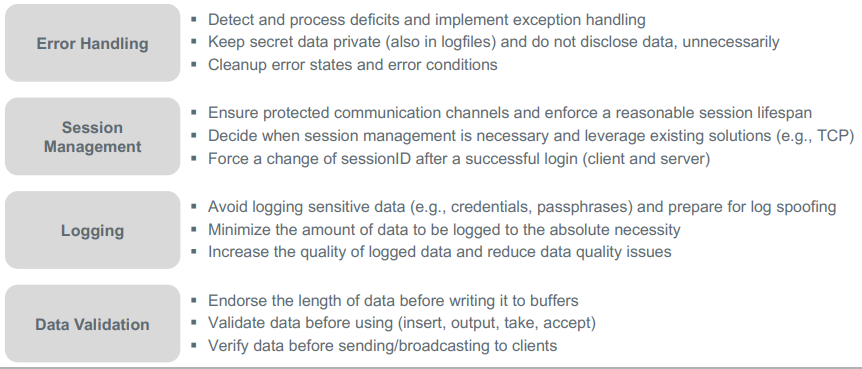 Error Handling
▪ Detect and process deficits and implement exception handling
▪ Keep secret data private (also in logfiles) and do not disclose data, unnecessarily
▪ Cleanup error states and error conditions
Session
Management
▪ Ensure protected communication channels and enforce a reasonable session lifespan
▪ Decide when session management is necessary and leverage existing solutions (e.g., TCP)
▪ Force a change of sessionID after a successful login (client and server)
Logging
▪ Avoid logging sensitive data (e.g., credentials, passphrases) and prepare for log spoofing
▪ Minimize the amount of data to be logged to the absolute necessity
▪ Increase the quality of logged data and reduce data quality issues
Data Validation
▪ Endorse the length of data before writing it to buffers
▪ Validate data before using (insert, output, take, accept)
▪ Verify data before sending/broadcasting to clients